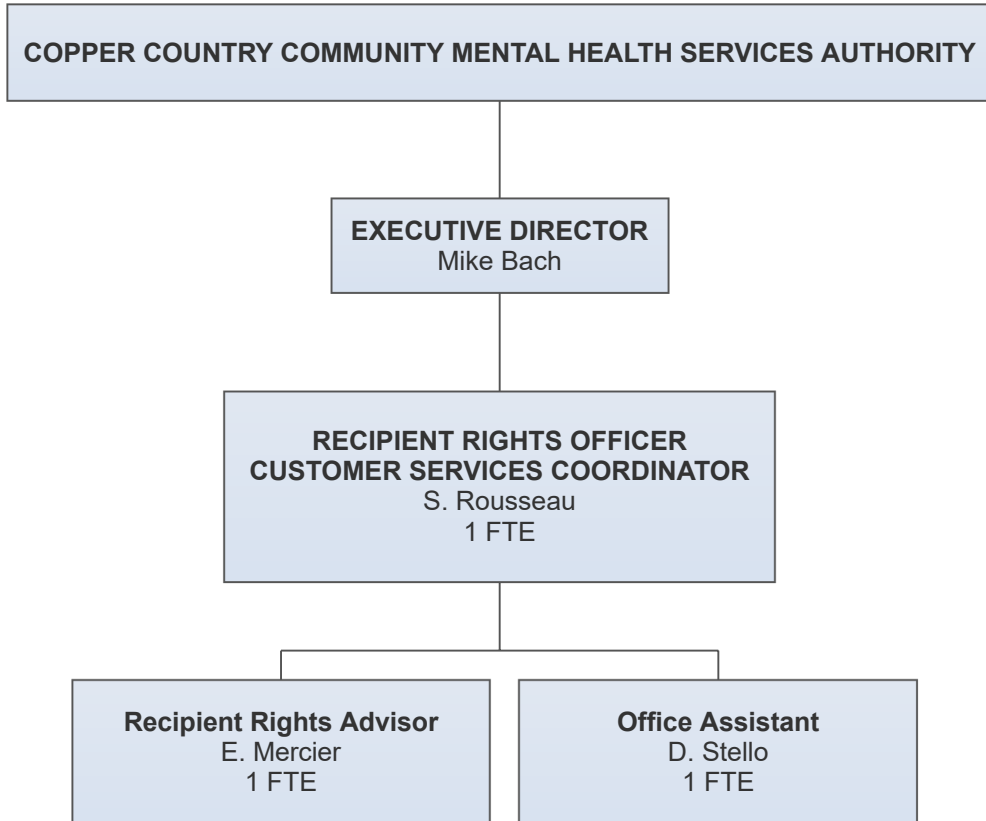 COPPER COUNTRY COMMUNITY MENTAL HEALTH SERVICES AUTHORITY
EXECUTIVE DIRECTOR
Mike Bach
RECIPIENT RIGHTS OFFICER
CUSTOMER SERVICES COORDINATOR
S. Rousseau
1 FTE
Recipient Rights Advisor
E. Mercier
1 FTE
Office Assistant
D. Stello
1 FTE